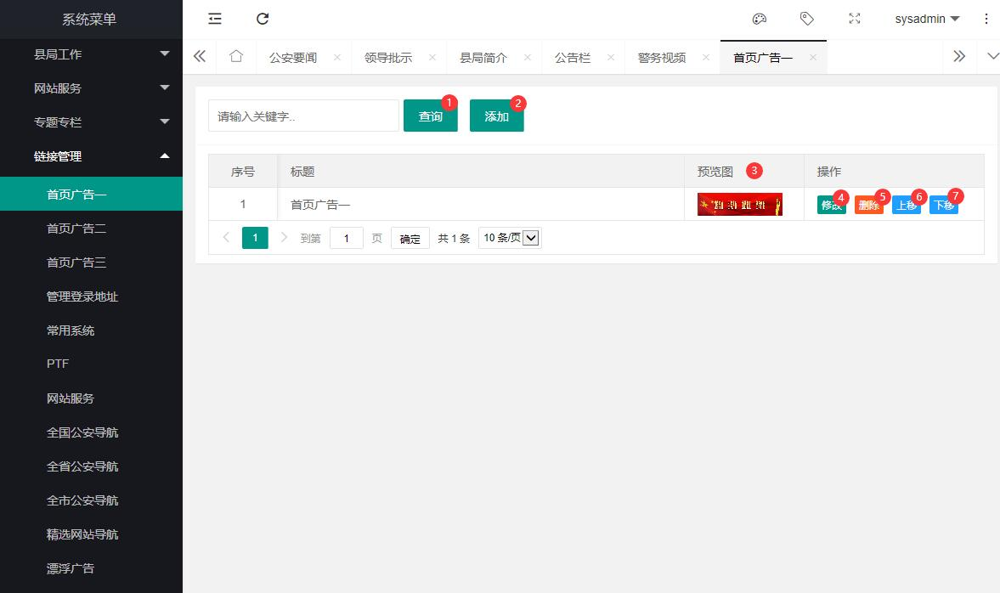 系统菜单
县局工作
网站服务
专题专栏
链接管理
首页广告一
首页广告二
首页广告三
管理登录地址
常用系统
PTF
网站服务
全国公安导航
全省公安导航
全市公安导航
精选网站导航
漂浮广告
sysadmin
公安要闻 领导批示 县局简介 公告栏 警务视频 首页广告一
请输入关键字.. 查询 1 添加 2
序号 标题 预览图 3 操作
1 首页广告一 修改 4 删除 5 上移 6 下移 7
1 到第 1 页 确定 共 1 条 10 条/页